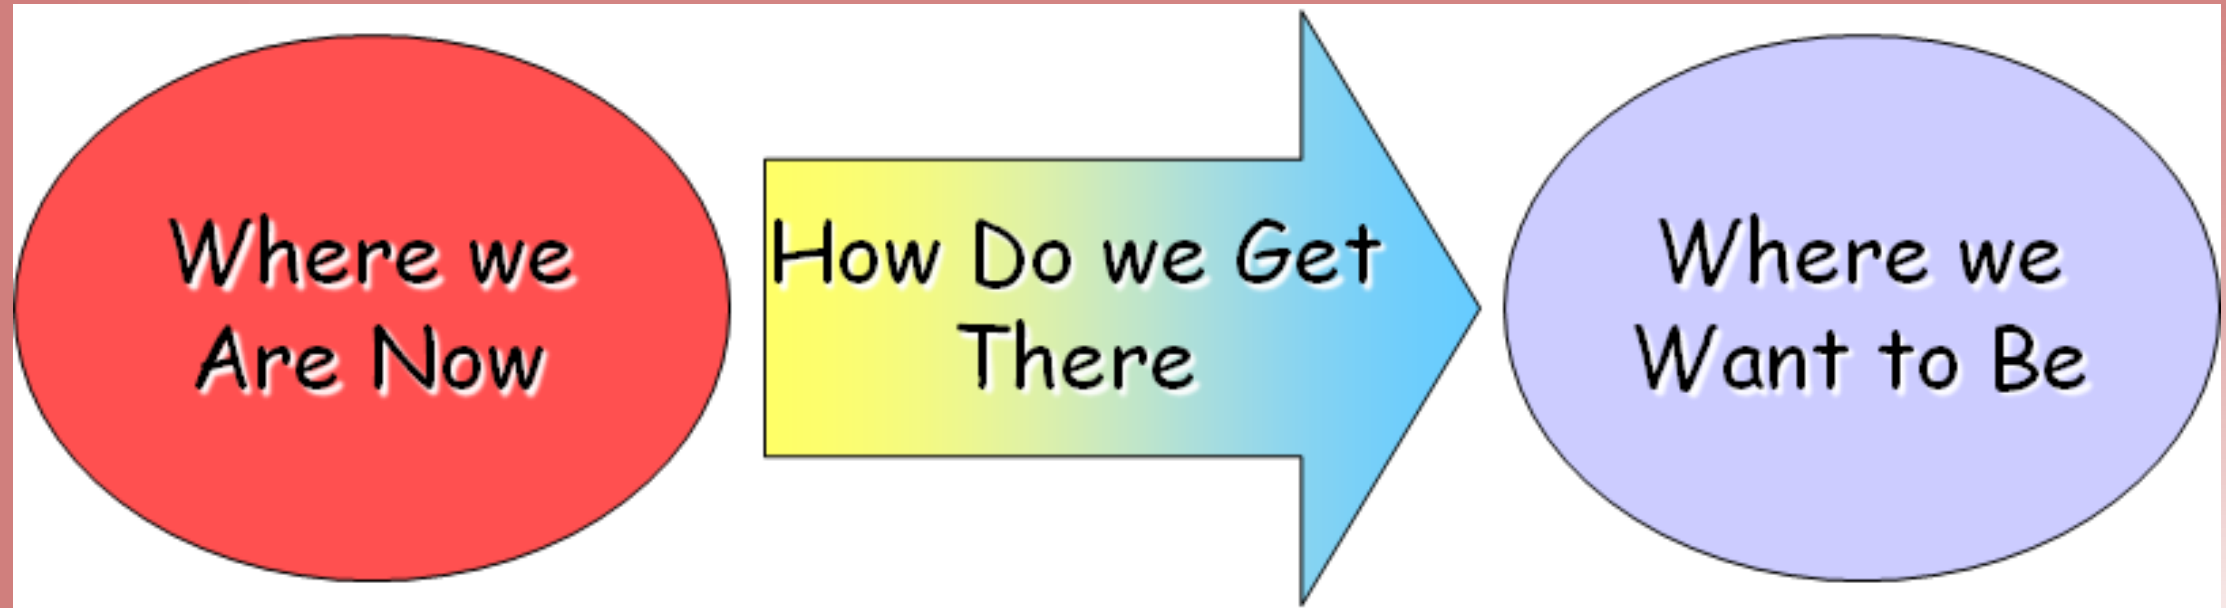 Where we
Are Now
How Do we Get
There
Where we
Want to Be